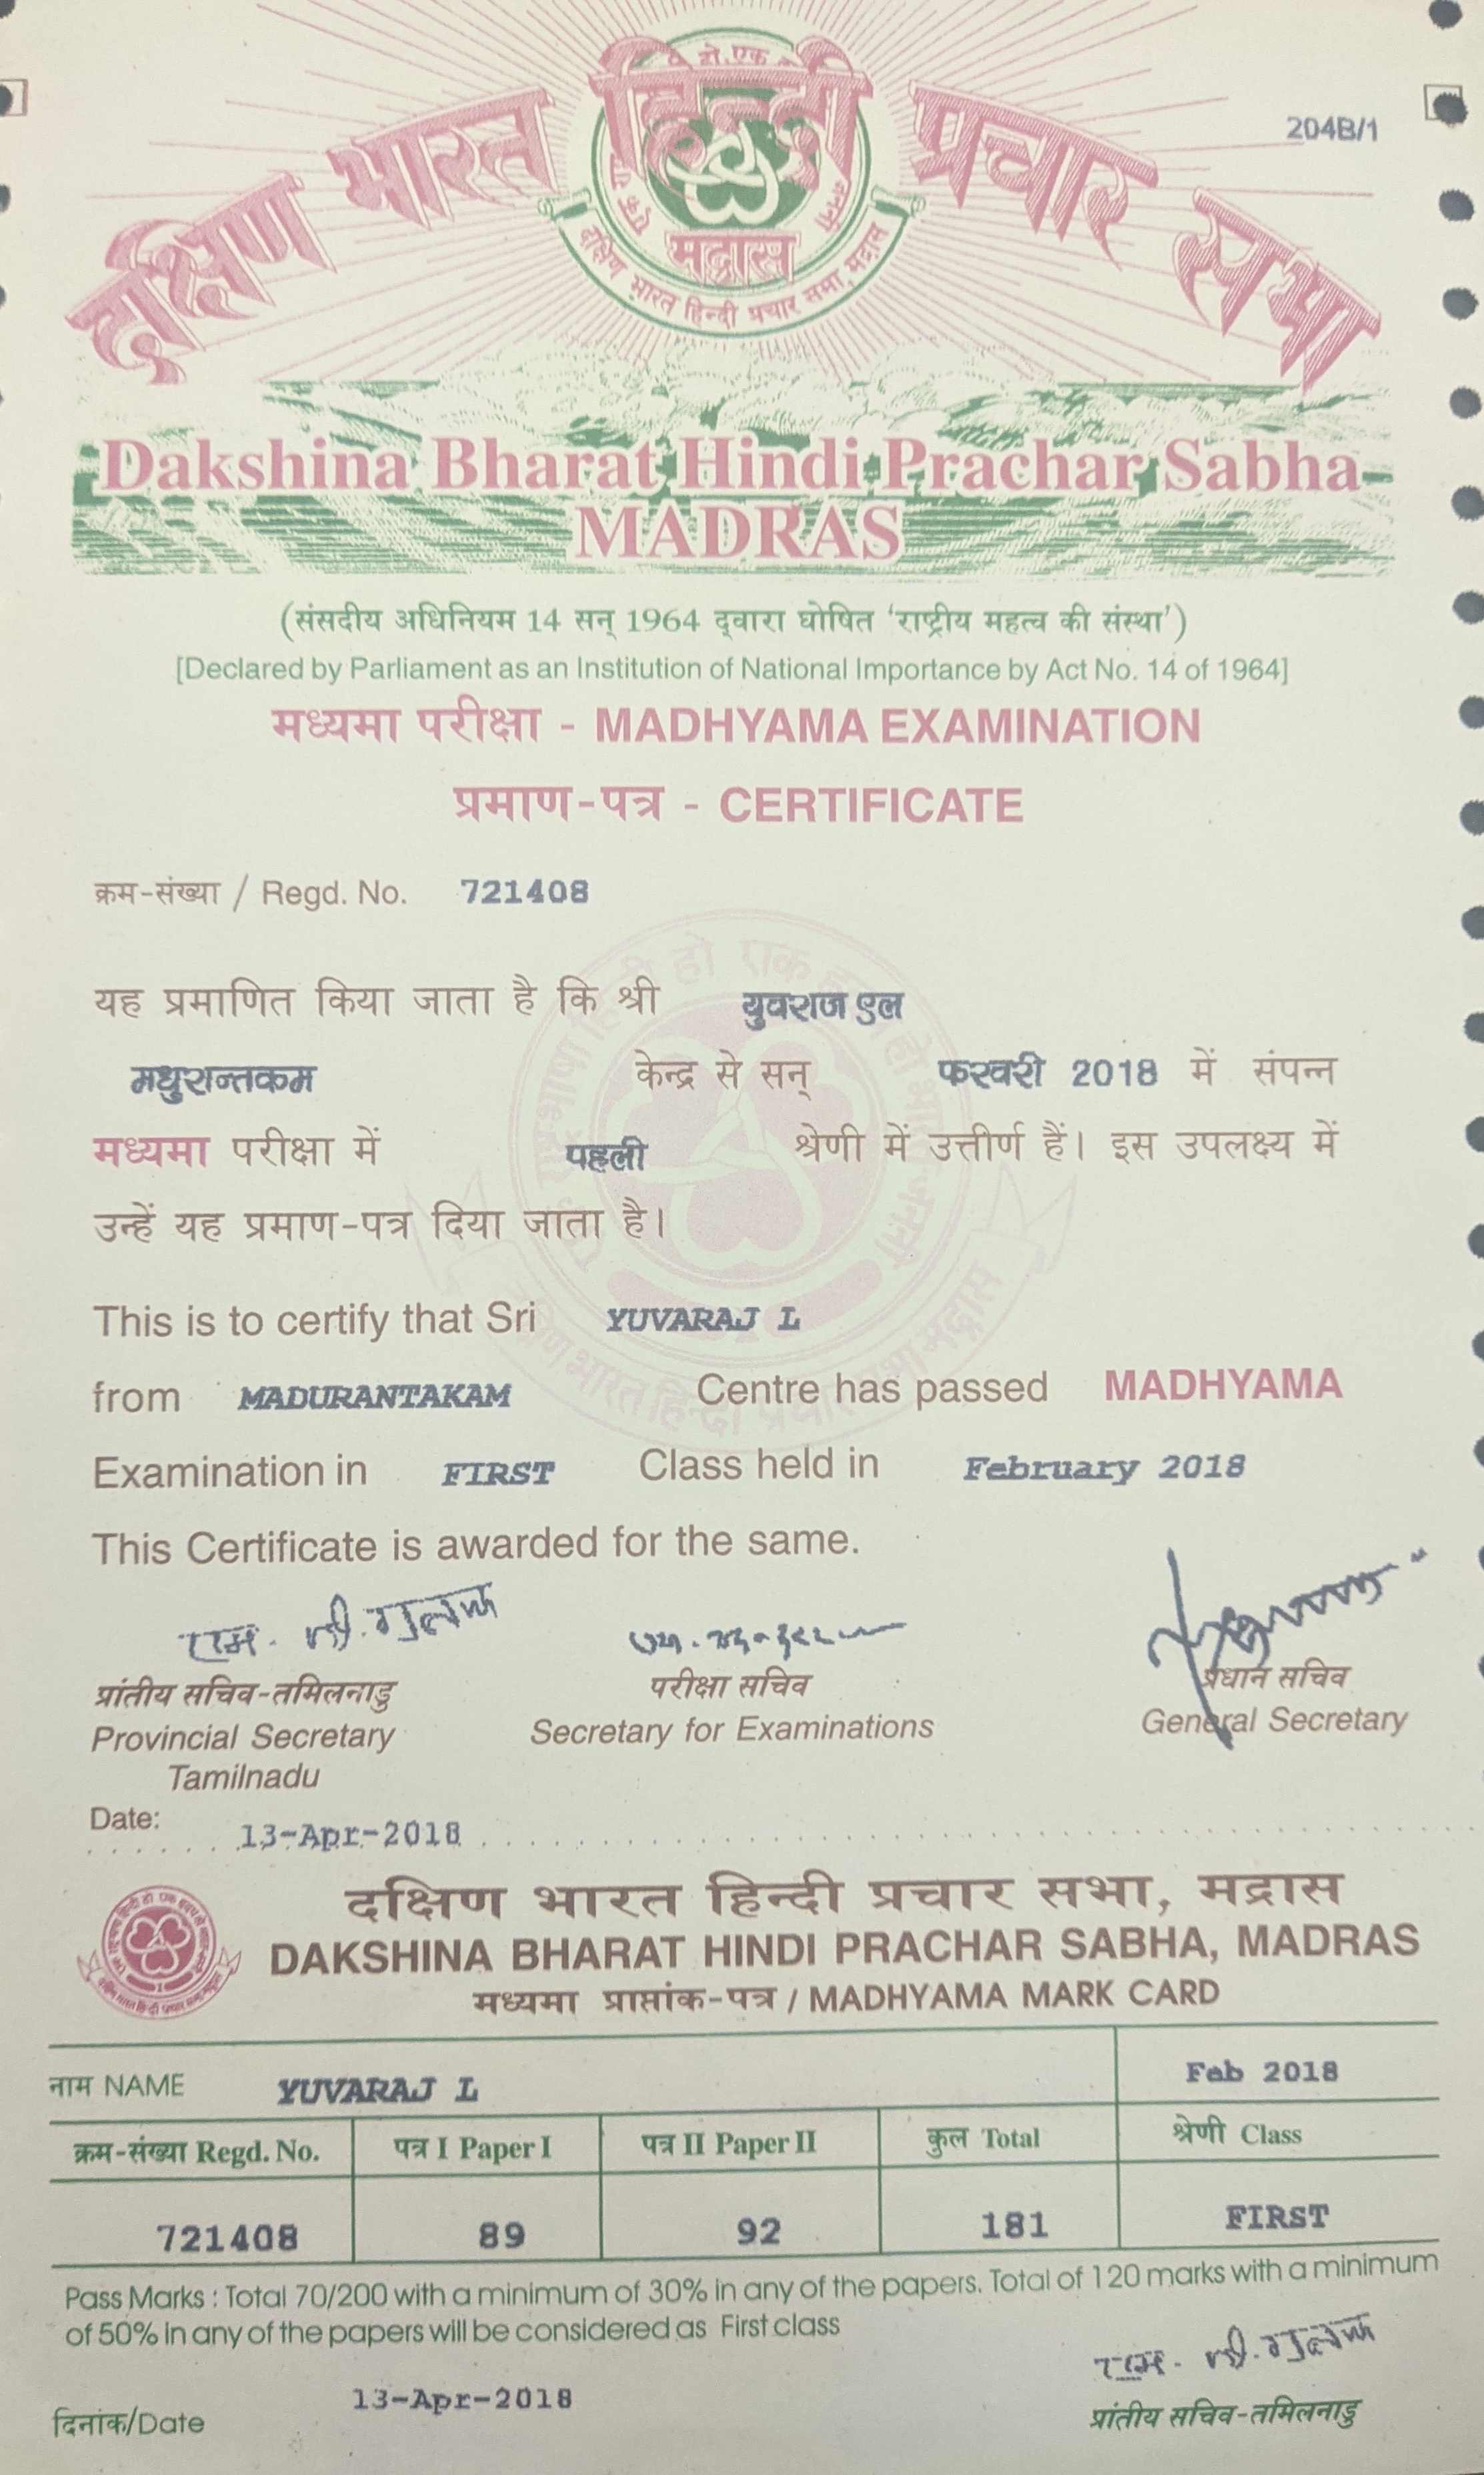 204B/1
दक्षिण भारत हिन्दी प्रचार सभा
मद्रास
दक्षिण भारत हिन्दी प्रचार सभा, मद्रास
Dakshina Bharat Hindi Prachar Sabha
MADRAS
(संसदीय अधिनियम 14 सन् 1964 द्वारा घोषित ‘राष्ट्रीय महत्व की संस्था’)
[Declared by Parliament as an Institution of National Importance by Act No. 14 of 1964]
मध्यमा परीक्षा - MADHYAMA EXAMINATION
प्रमाण-पत्र - CERTIFICATE
क्रम-संख्या / Regd. No. 721408
यह प्रमाणित किया जाता है कि श्री युवराज एल
मधुरान्तकम केन्द्र से सन् फरवरी 2018 में संपन्न
मध्यमा परीक्षा में पहली श्रेणी में उत्तीर्ण हैं। इस उपलक्ष्य में
उन्हें यह प्रमाण-पत्र दिया जाता है।
This is to certify that Sri YUVARAJ L
from MADURANTAKAM Centre has passed MADHYAMA
Examination in FIRST Class held in February 2018
This Certificate is awarded for the same.
प्रांतीय सचिव-तमिलनाडु परीक्षा सचिव प्रधान सचिव
Provincial Secretary Secretary for Examinations General Secretary
Tamilnadu
Date: 13-Apr-2018
दक्षिण भारत हिन्दी प्रचार सभा, मद्रास
DAKSHINA BHARAT HINDI PRACHAR SABHA, MADRAS
मध्यमा प्राप्तांक-पत्र / MADHYAMA MARK CARD
नाम NAME YUVARAJ L Feb 2018
क्रम-संख्या Regd. No. पत्र I Paper I पत्र II Paper II कुल Total श्रेणी Class
721408 89 92 181 FIRST
Pass Marks : Total 70/200 with a minimum of 30% in any of the papers. Total of 120 marks with a minimum
of 50% in any of the papers will be considered as First class
दिनांक/Date 13-Apr-2018
प्रांतीय सचिव-तमिलनाडु